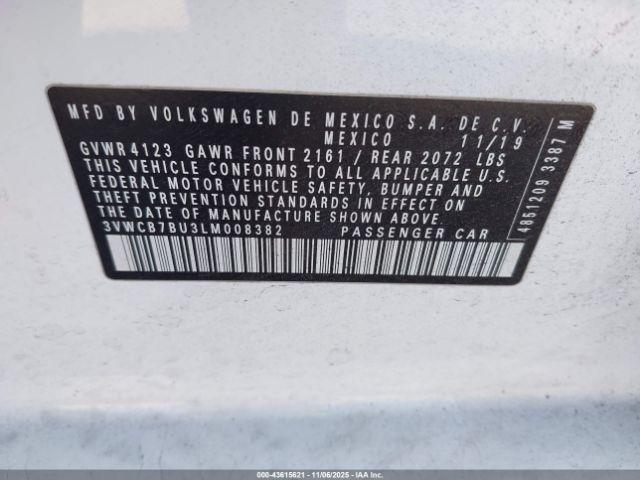 MFD BY VOLKSWAGEN DE MEXICO S.A. DE C.V.
MEXICO 11/19
GVWR 4123 GAWR FRONT 2161 / REAR 2072 LBS
THIS VEHICLE CONFORMS TO ALL APPLICABLE U.S.
FEDERAL MOTOR VEHICLE SAFETY, BUMPER AND
THEFT PREVENTION STANDARDS IN EFFECT ON
THE DATE OF MANUFACTURE SHOWN ABOVE.
3VWCB7BU3LM008382 PASSENGER CAR
4851209 3387 M
000-43615621 - 11/06/2025 - IAAI.COM